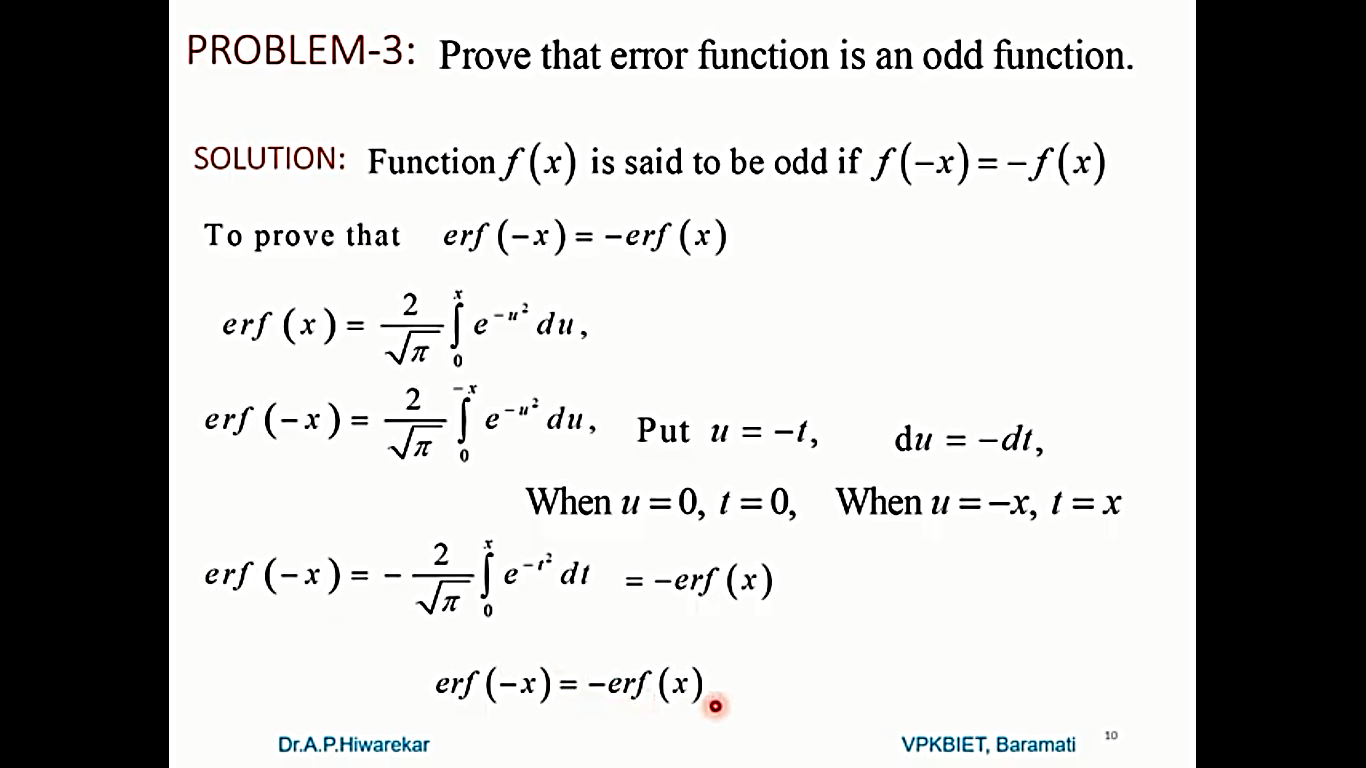 PROBLEM-3: Prove that error function is an odd function.
SOLUTION: Function f(x) is said to be odd if f(−x) = −f(x)
To prove that erf(−x) = −erf(x)
erf(x) = 2/√π ∫₀ˣ e^(−u²) du,
erf(−x) = 2/√π ∫₀⁻ˣ e^(−u²) du, Put u = −t, du = −dt,
When u = 0, t = 0, When u = −x, t = x
erf(−x) = − 2/√π ∫₀ˣ e^(−t²) dt = −erf(x)
erf(−x) = −erf(x)
Dr.A.P.Hiwarekar VPKBIET, Baramati 10